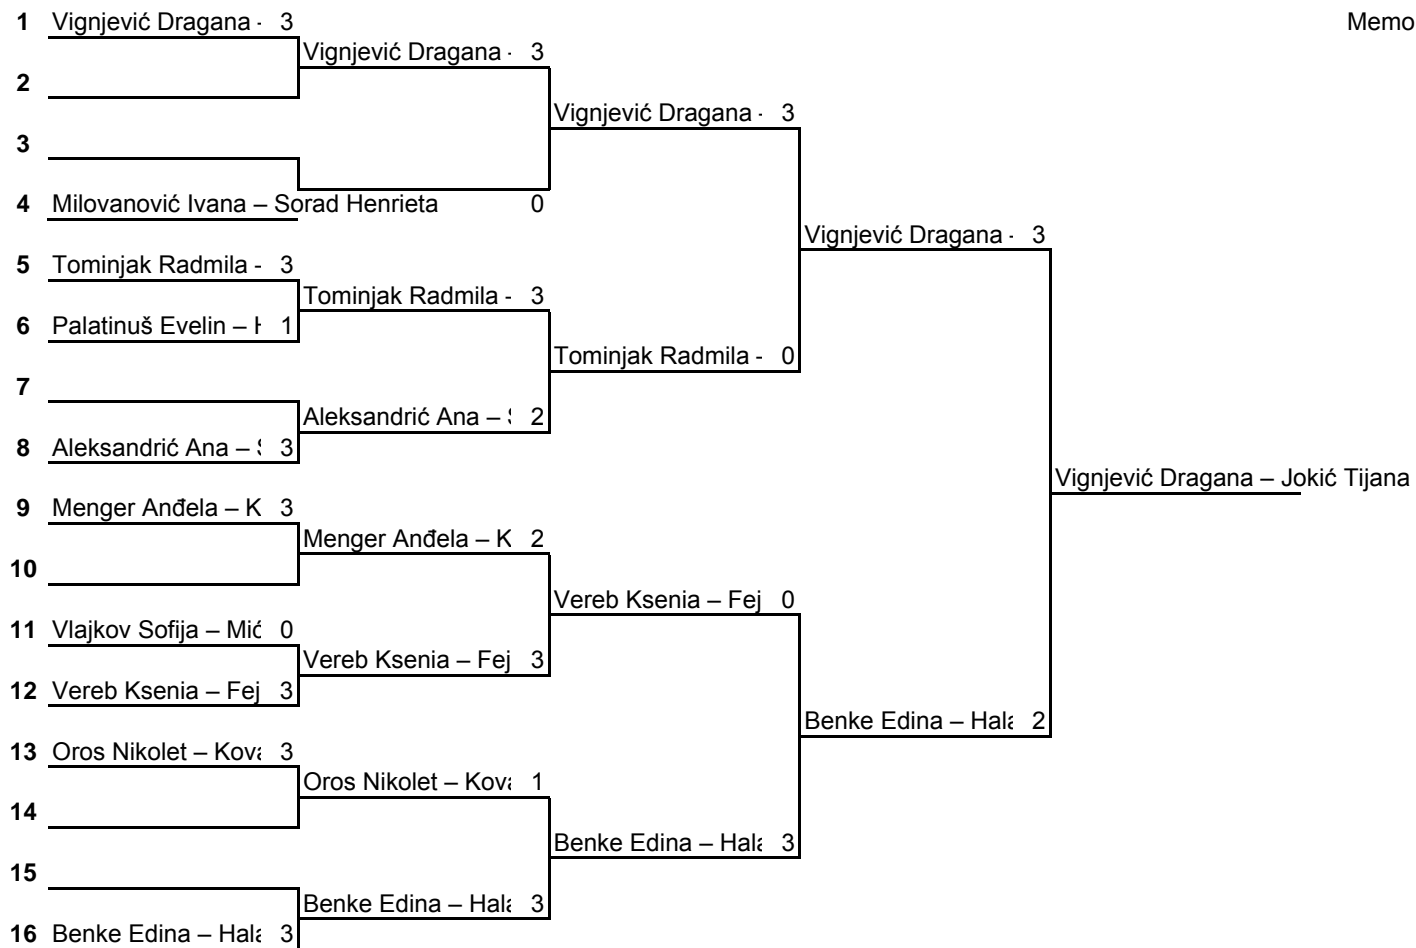 1 Vignjević Dragana - 3
Memo
Vignjević Dragana - 3
2
Vignjević Dragana - 3
3
4 Milovanović Ivana – Sorad Henrieta 0
Vignjević Dragana - 3
5 Tominjak Radmila - 3
Tominjak Radmila - 3
6 Palatinuš Evelin – 1
Tominjak Radmila - 0
7
Aleksandrić Ana – 2
8 Aleksandrić Ana – 3
Vignjević Dragana – Jokić Tijana
9 Menger Anđela – K 3
Menger Anđela – K 2
10
Vereb Ksenia – Fej 0
11 Vlajkov Sofija – Mić 0
Vereb Ksenia – Fej 3
12 Vereb Ksenia – Fej 3
Benke Edina – Hala 2
13 Oros Nikolet – Kova 3
Oros Nikolet – Kova 1
14
Benke Edina – Hala 3
15
Benke Edina – Hala 3
16 Benke Edina – Hala 3